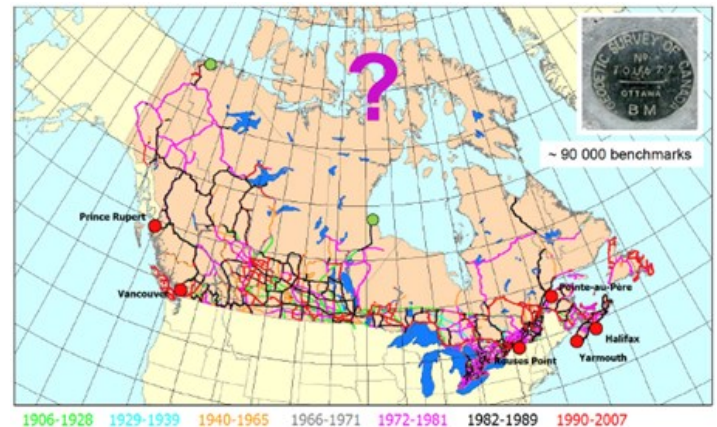 ?
GEODETIC SURVEY OF CANADA
No
OTTAWA
B M
~ 90 000 benchmarks
Prince Rupert
Vancouver
Pointe-au-Père
Halifax
Rouses Point
Yarmouth
1906-1928 1929-1939 1940-1965 1966-1971 1972-1981 1982-1989 1990-2007